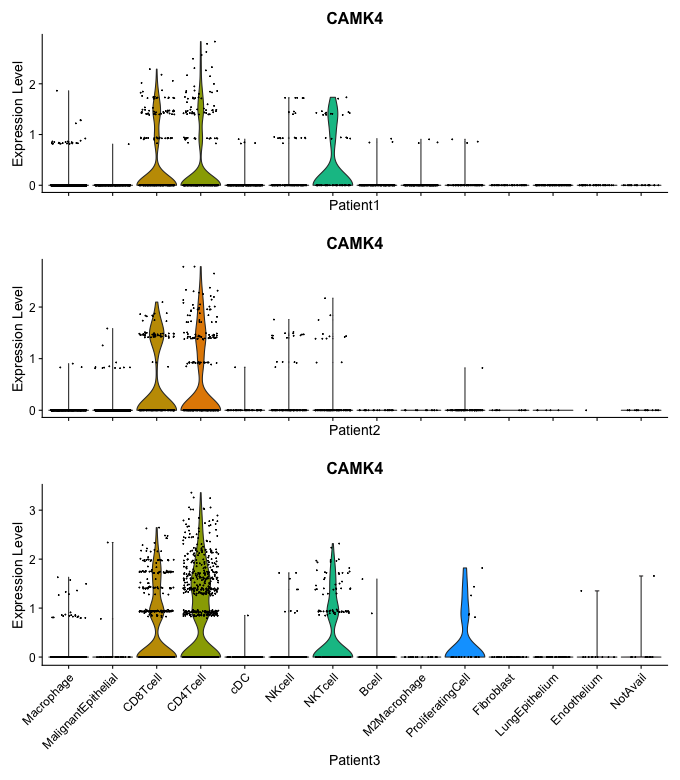 CAMK4
Expression Level
2
1
0
Patient1
CAMK4
Expression Level
2
1
0
Patient2
CAMK4
Expression Level
3
2
1
0
Macrophage
MalignantEpithelial
CD8Tcell
CD4Tcell
cDC
NKcell
NKTcell
Bcell
M2Macrophage
ProliferatingCell
Fibroblast
LungEpithelium
Endothelium
NotAvail
Patient3